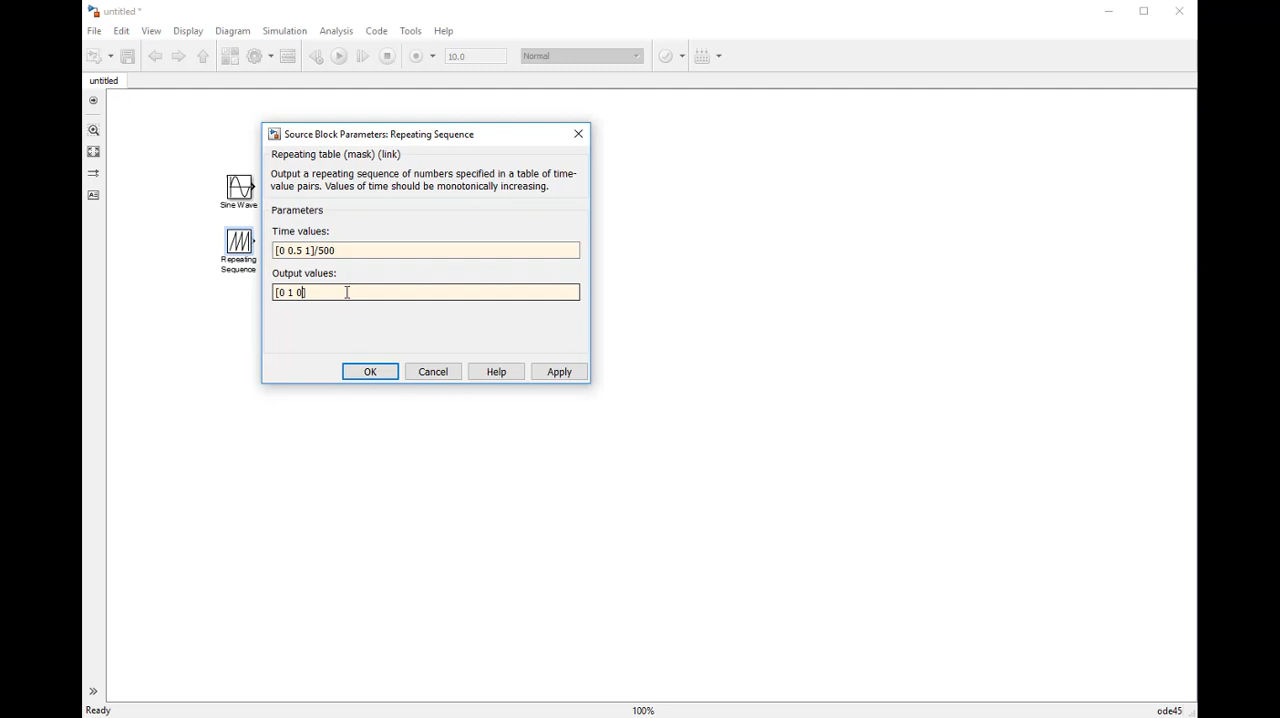 untitled *
File Edit View Display Diagram Simulation Analysis Code Tools Help
10.0 Normal
untitled
Source Block Parameters: Repeating Sequence
Repeating table (mask) (link)
Output a repeating sequence of numbers specified in a table of time-
value pairs. Values of time should be monotonically increasing.
Parameters
Time values:
[0 0.5 1]/500
Output values:
[0 1 0]
OK Cancel Help Apply
Sine Wave
Repeating
Sequence
Ready 100% ode45